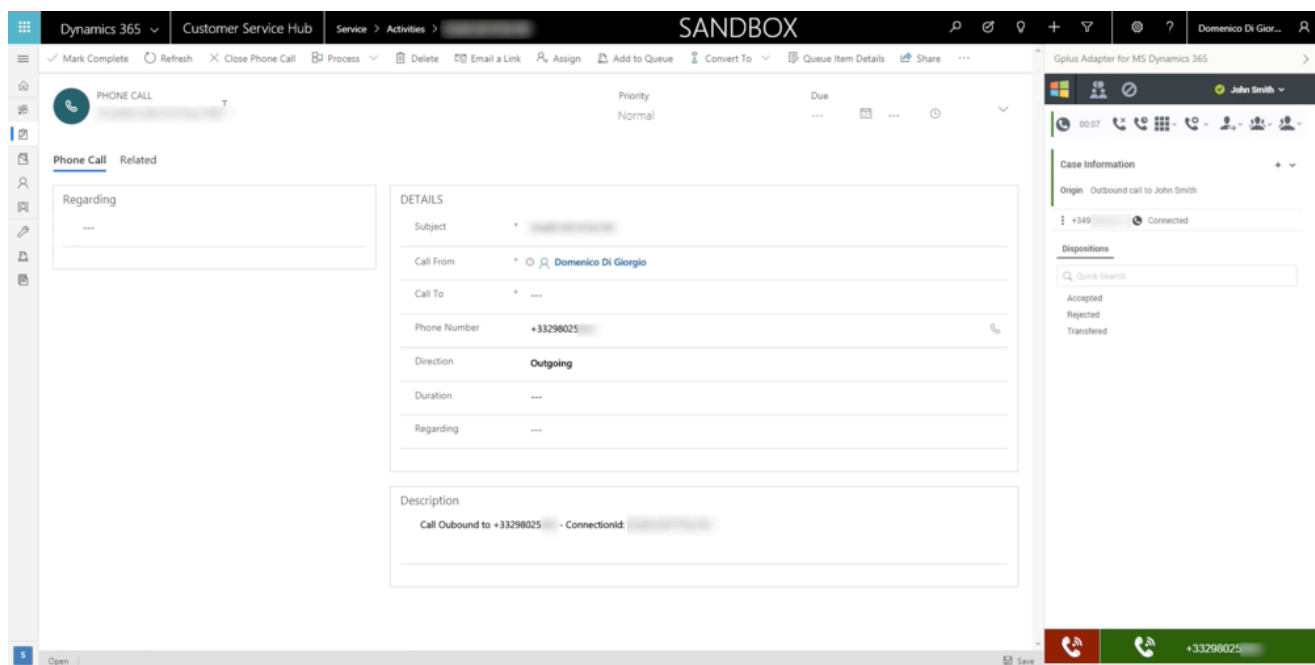 Dynamics 365 Customer Service Hub Service > Activities > SANDBOX Domenico Di Gior...
Mark Complete Refresh Close Phone Call Process Delete Email a Link Assign Add to Queue Convert To Queue Item Details Share ...
PHONE CALL
Priority
Normal
Due
--- ---
Phone Call Related
Regarding
---
DETAILS
Subject *
Call From * Domenico Di Giorgio
Call To * ---
Phone Number +33298025
Direction Outgoing
Duration ---
Regarding ---
Description
Call Oubound to +33298025 - ConnectionId:
S Open Save
Gplus Adapter for MS Dynamics 365
John Smith
00:07
Case Information
Origin Outbound call to John Smith
+349 Connected
Dispositions
Quick Search
Accepted
Rejected
Transfered
+33298025